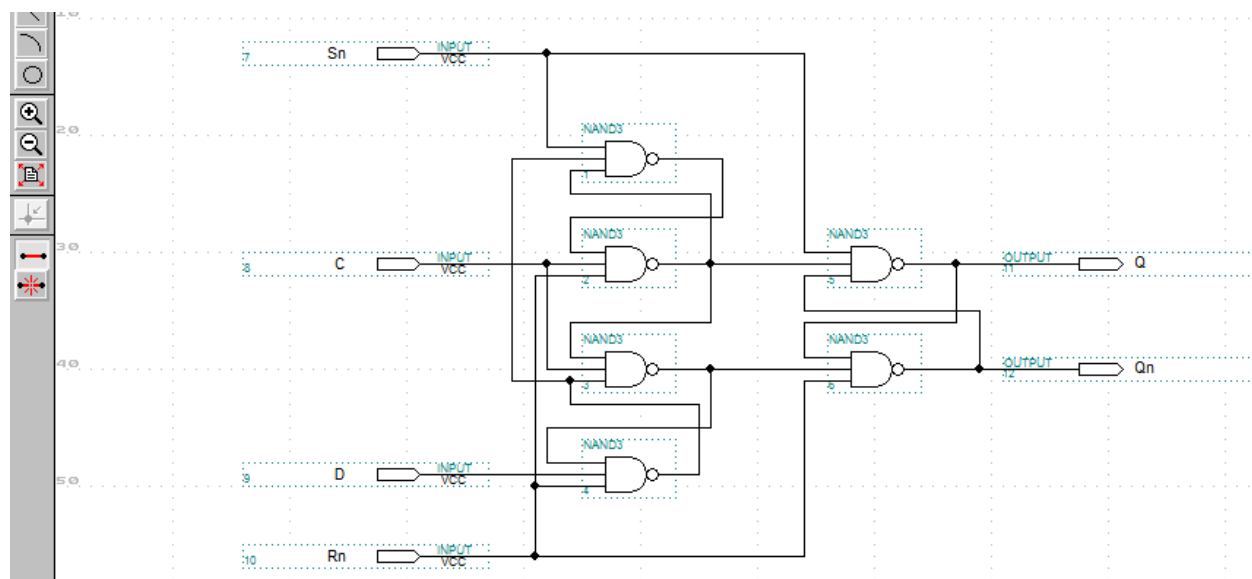 10
INPUT
7 Sn VCC
20
NAND3
1
30
NAND3
NAND3
INPUT
OUTPUT
8 C VCC
2
5
11 Q
40
NAND3
NAND3
OUTPUT
3
6
12 Qn
NAND3
INPUT
9 D VCC
50
4
INPUT
10 Rn VCC